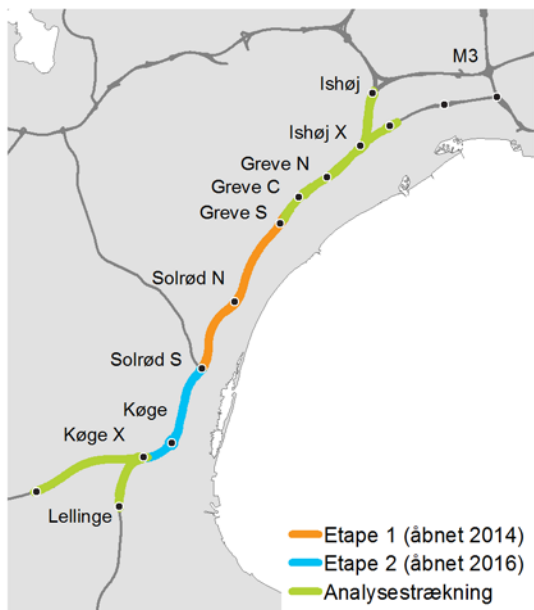 M3
Ishøj
Ishøj X
Greve N
Greve C
Greve S
Solrød N
Solrød S
Køge
Køge X
Lellinge
Etape 1 (åbnet 2014)
Etape 2 (åbnet 2016)
Analysestrækning